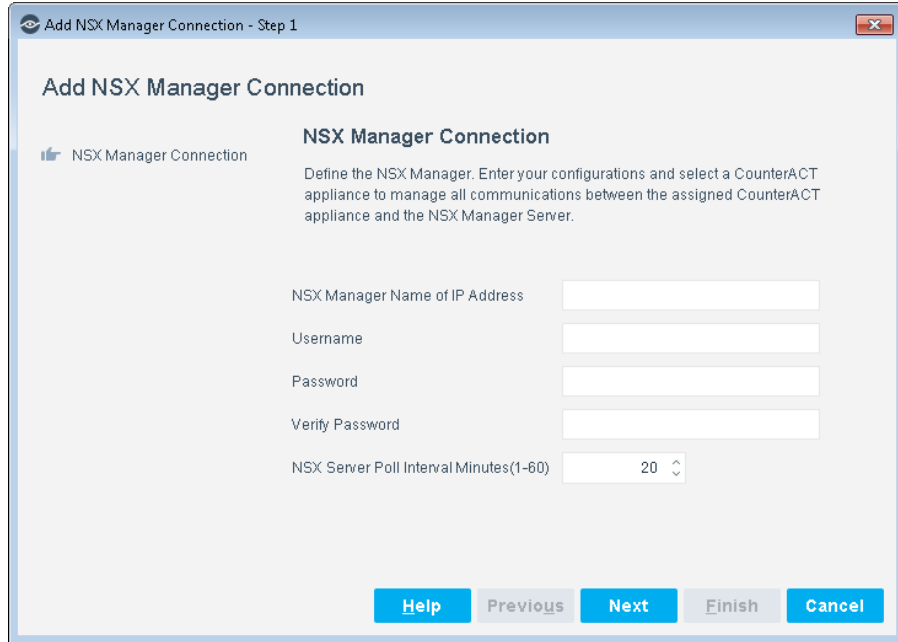 Add NSX Manager Connection - Step 1
Add NSX Manager Connection
NSX Manager Connection
NSX Manager Connection
Define the NSX Manager. Enter your configurations and select a CounterACT
appliance to manage all communications between the assigned CounterACT
appliance and the NSX Manager Server.
NSX Manager Name of IP Address
Username
Password
Verify Password
NSX Server Poll Interval Minutes(1-60)
20
Help
Previous
Next
Finish
Cancel